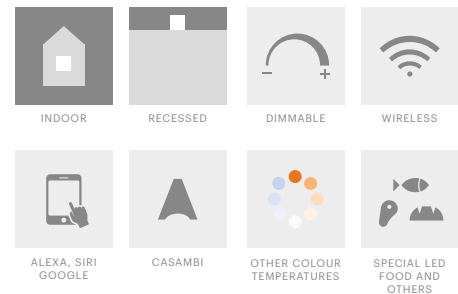 INDOOR
RECESSED
DIMMABLE
WIRELESS
ALEXA, SIRI
GOOGLE
CASAMBI
OTHER COLOUR
TEMPERATURES
SPECIAL LED
FOOD AND
OTHERS